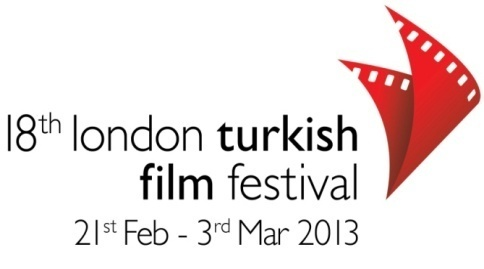 18th london turkish
film festival
21st Feb - 3rd Mar 2013